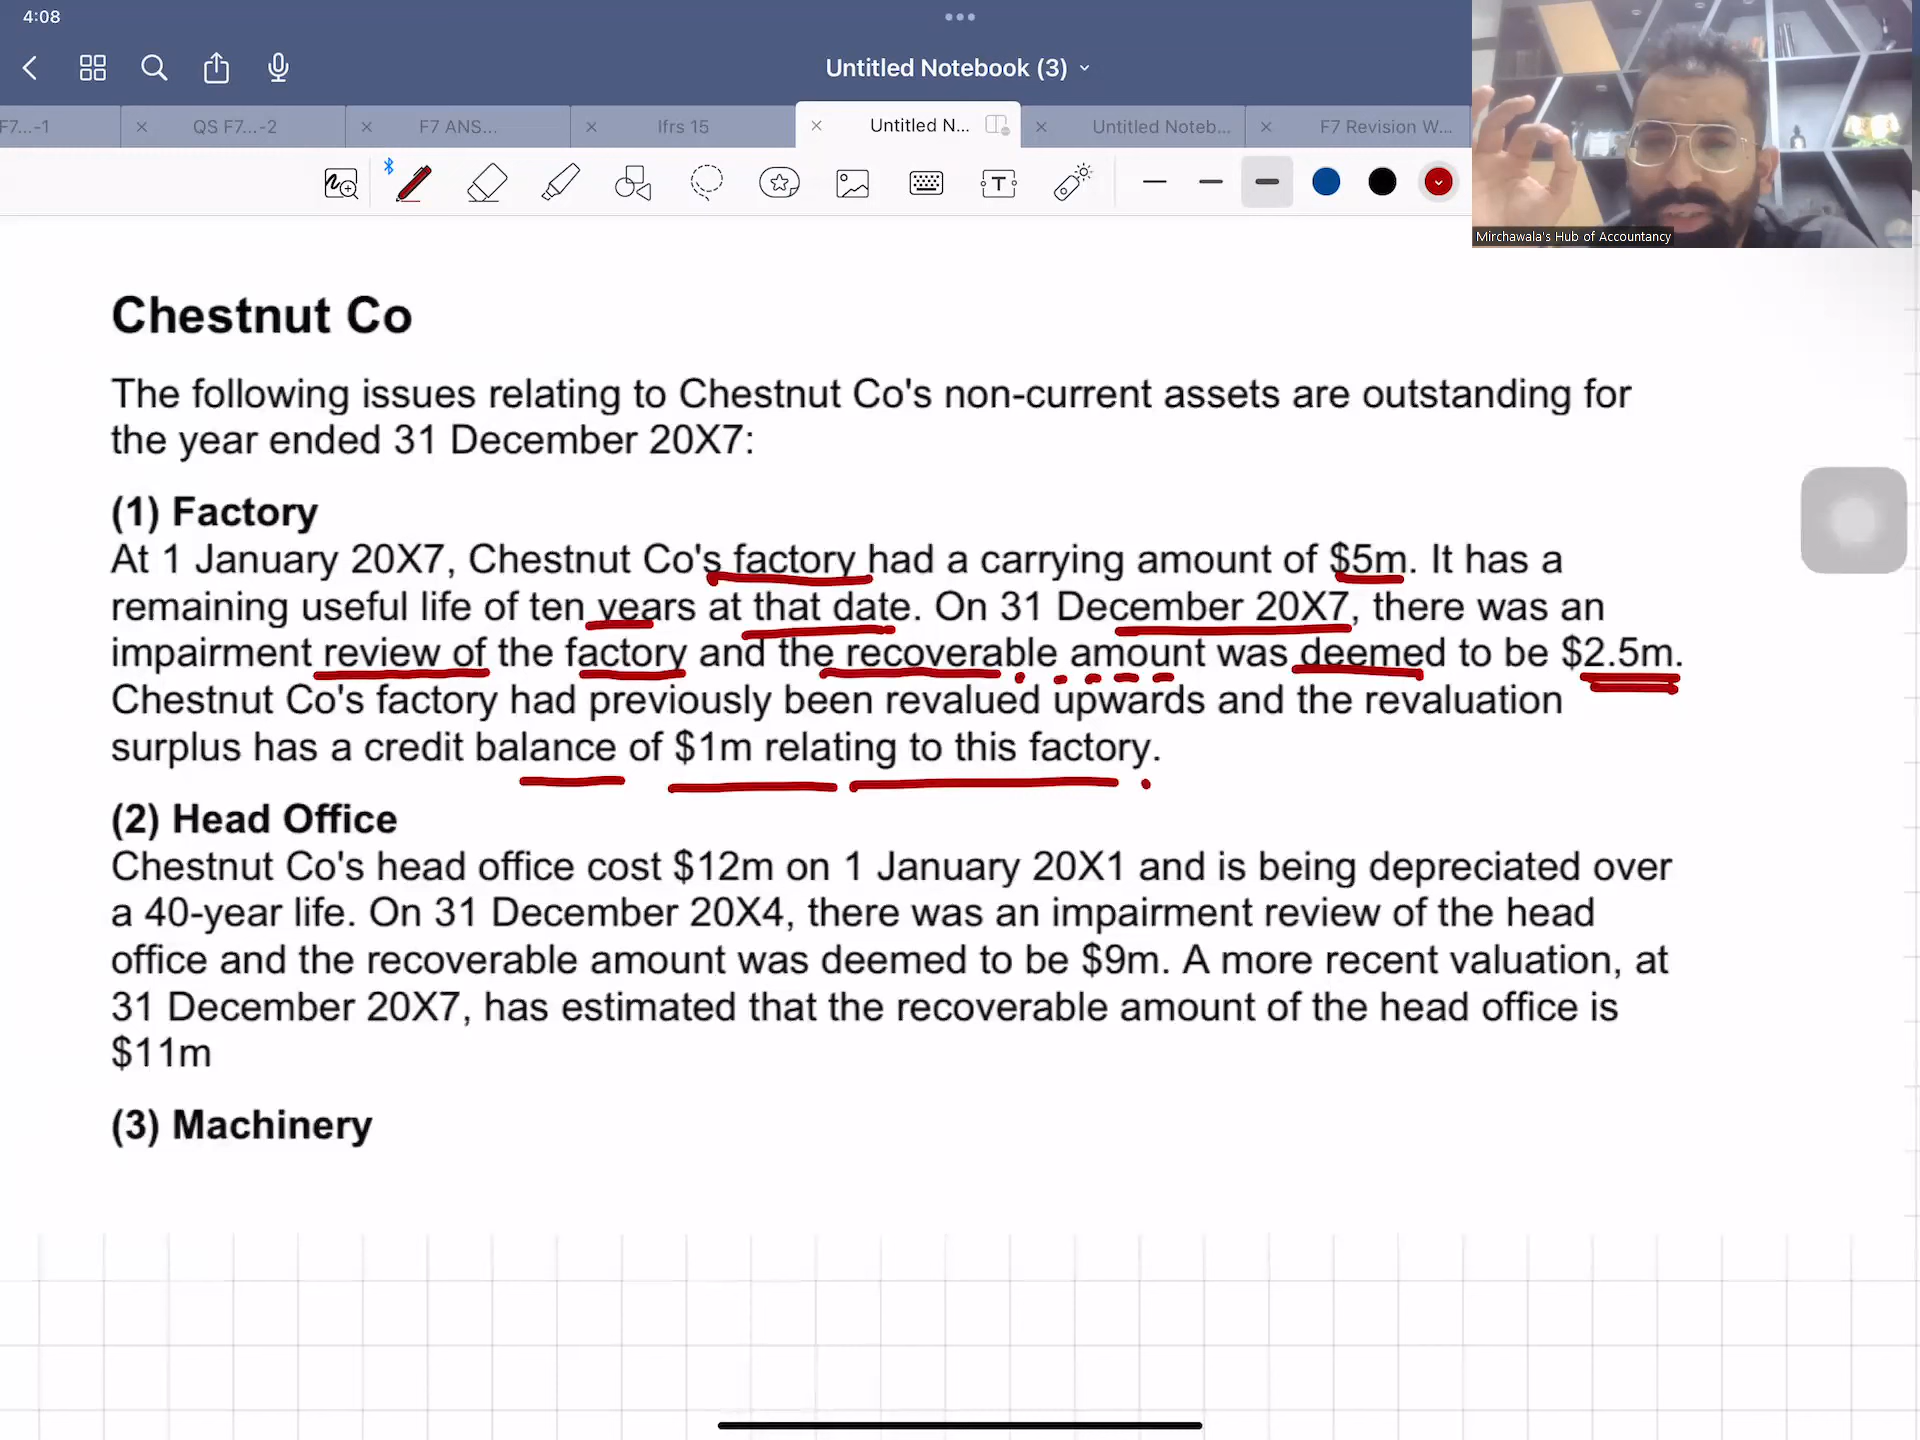 4:08
Untitled Notebook (3)
F7...-1
QS F7...-2
F7 ANS...
Ifrs 15
Untitled N...
Untitled Noteb...
F7 Revision W...
Mirchawala's Hub of Accountancy
Chestnut Co
The following issues relating to Chestnut Co's non-current assets are outstanding for
the year ended 31 December 20X7:
(1) Factory
At 1 January 20X7, Chestnut Co's factory had a carrying amount of $5m. It has a
remaining useful life of ten years at that date. On 31 December 20X7, there was an
impairment review of the factory and the recoverable amount was deemed to be $2.5m.
Chestnut Co's factory had previously been revalued upwards and the revaluation
surplus has a credit balance of $1m relating to this factory.
(2) Head Office
Chestnut Co's head office cost $12m on 1 January 20X1 and is being depreciated over
a 40-year life. On 31 December 20X4, there was an impairment review of the head
office and the recoverable amount was deemed to be $9m. A more recent valuation, at
31 December 20X7, has estimated that the recoverable amount of the head office is
$11m
(3) Machinery